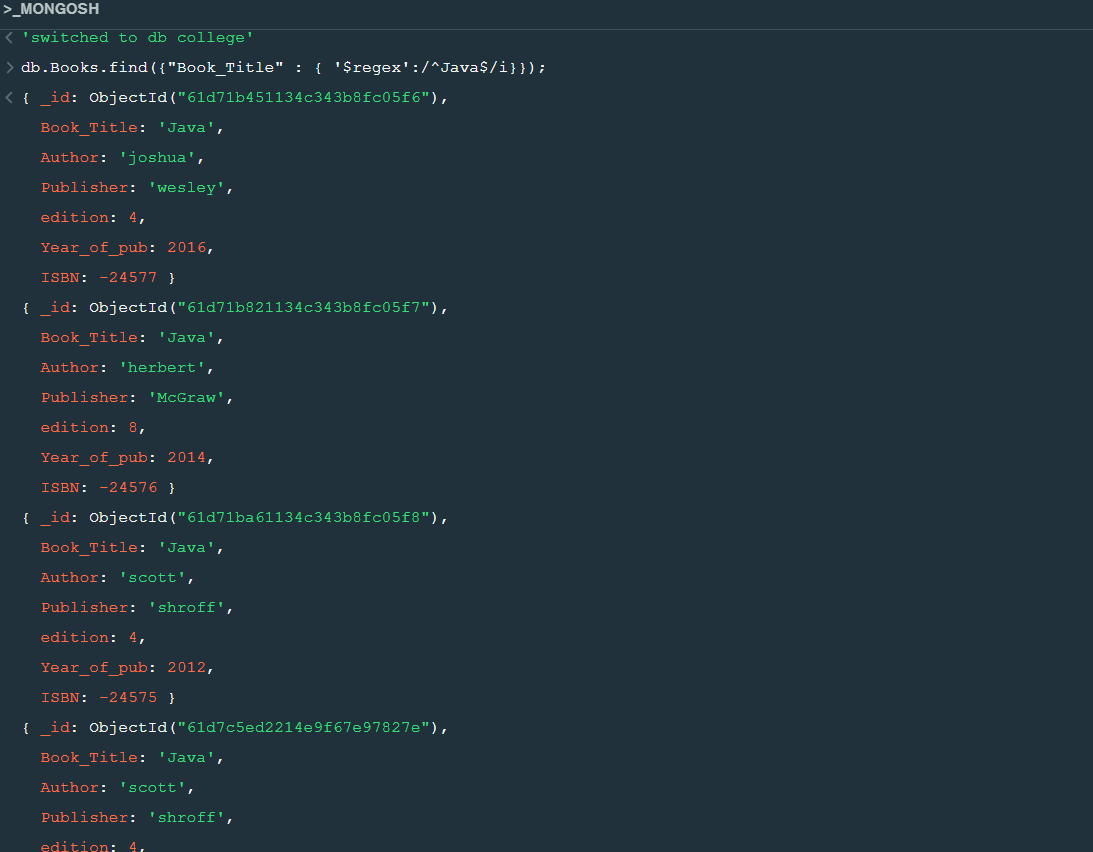 >_MONGOSH
< 'switched to db college'
> db.Books.find({"Book_Title" : { '$regex':/^Java$/i}});
< { _id: ObjectId("61d71b451134c343b8fc05f6"),
Book_Title: 'Java',
Author: 'joshua',
Publisher: 'wesley',
edition: 4,
Year_of_pub: 2016,
ISBN: -24577 }
{ _id: ObjectId("61d71b821134c343b8fc05f7"),
Book_Title: 'Java',
Author: 'herbert',
Publisher: 'McGraw',
edition: 8,
Year_of_pub: 2014,
ISBN: -24576 }
{ _id: ObjectId("61d71ba61134c343b8fc05f8"),
Book_Title: 'Java',
Author: 'scott',
Publisher: 'shroff',
edition: 4,
Year_of_pub: 2012,
ISBN: -24575 }
{ _id: ObjectId("61d7c5ed2214e9f67e97827e"),
Book_Title: 'Java',
Author: 'scott',
Publisher: 'shroff',
edition: 4,